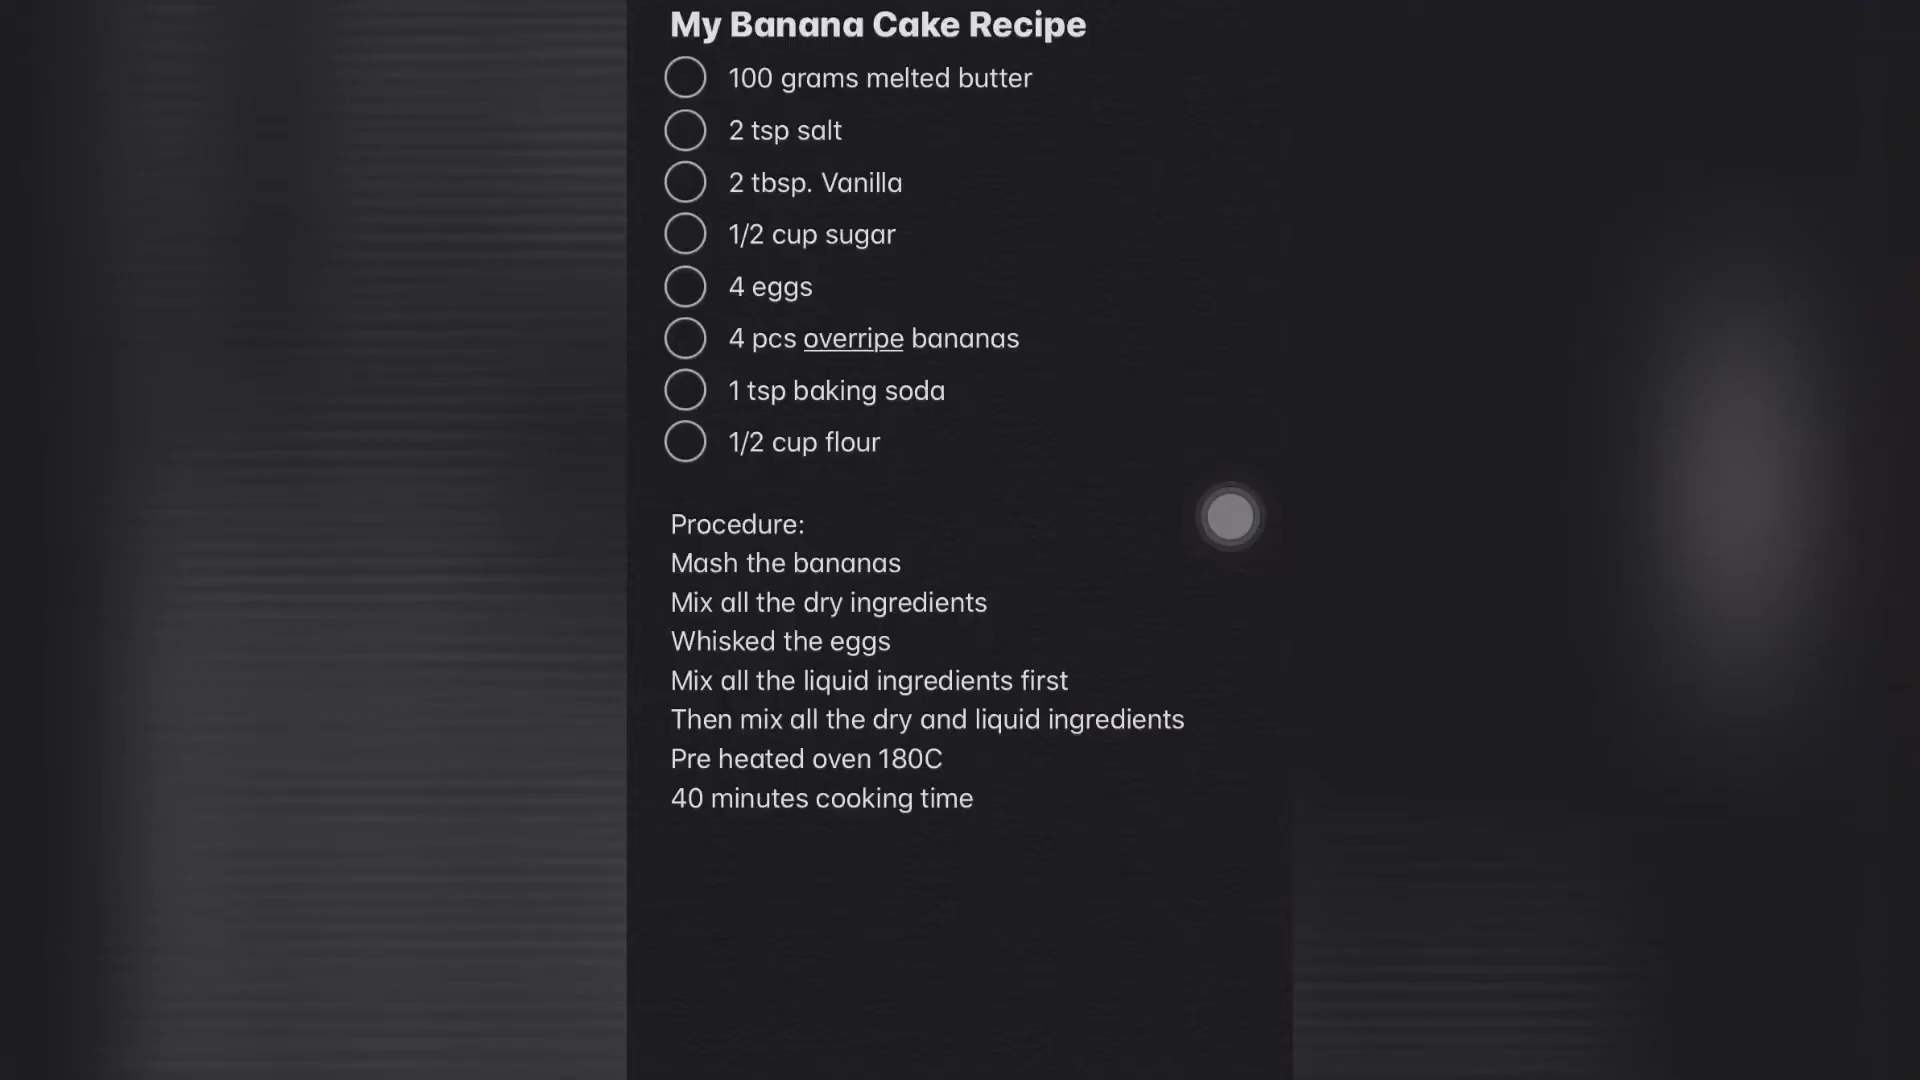 My Banana Cake Recipe
100 grams melted butter
2 tsp salt
2 tbsp. Vanilla
1/2 cup sugar
4 eggs
4 pcs overripe bananas
1 tsp baking soda
1/2 cup flour
Procedure:
Mash the bananas
Mix all the dry ingredients
Whisked the eggs
Mix all the liquid ingredients first
Then mix all the dry and liquid ingredients
Pre heated oven 180C
40 minutes cooking time